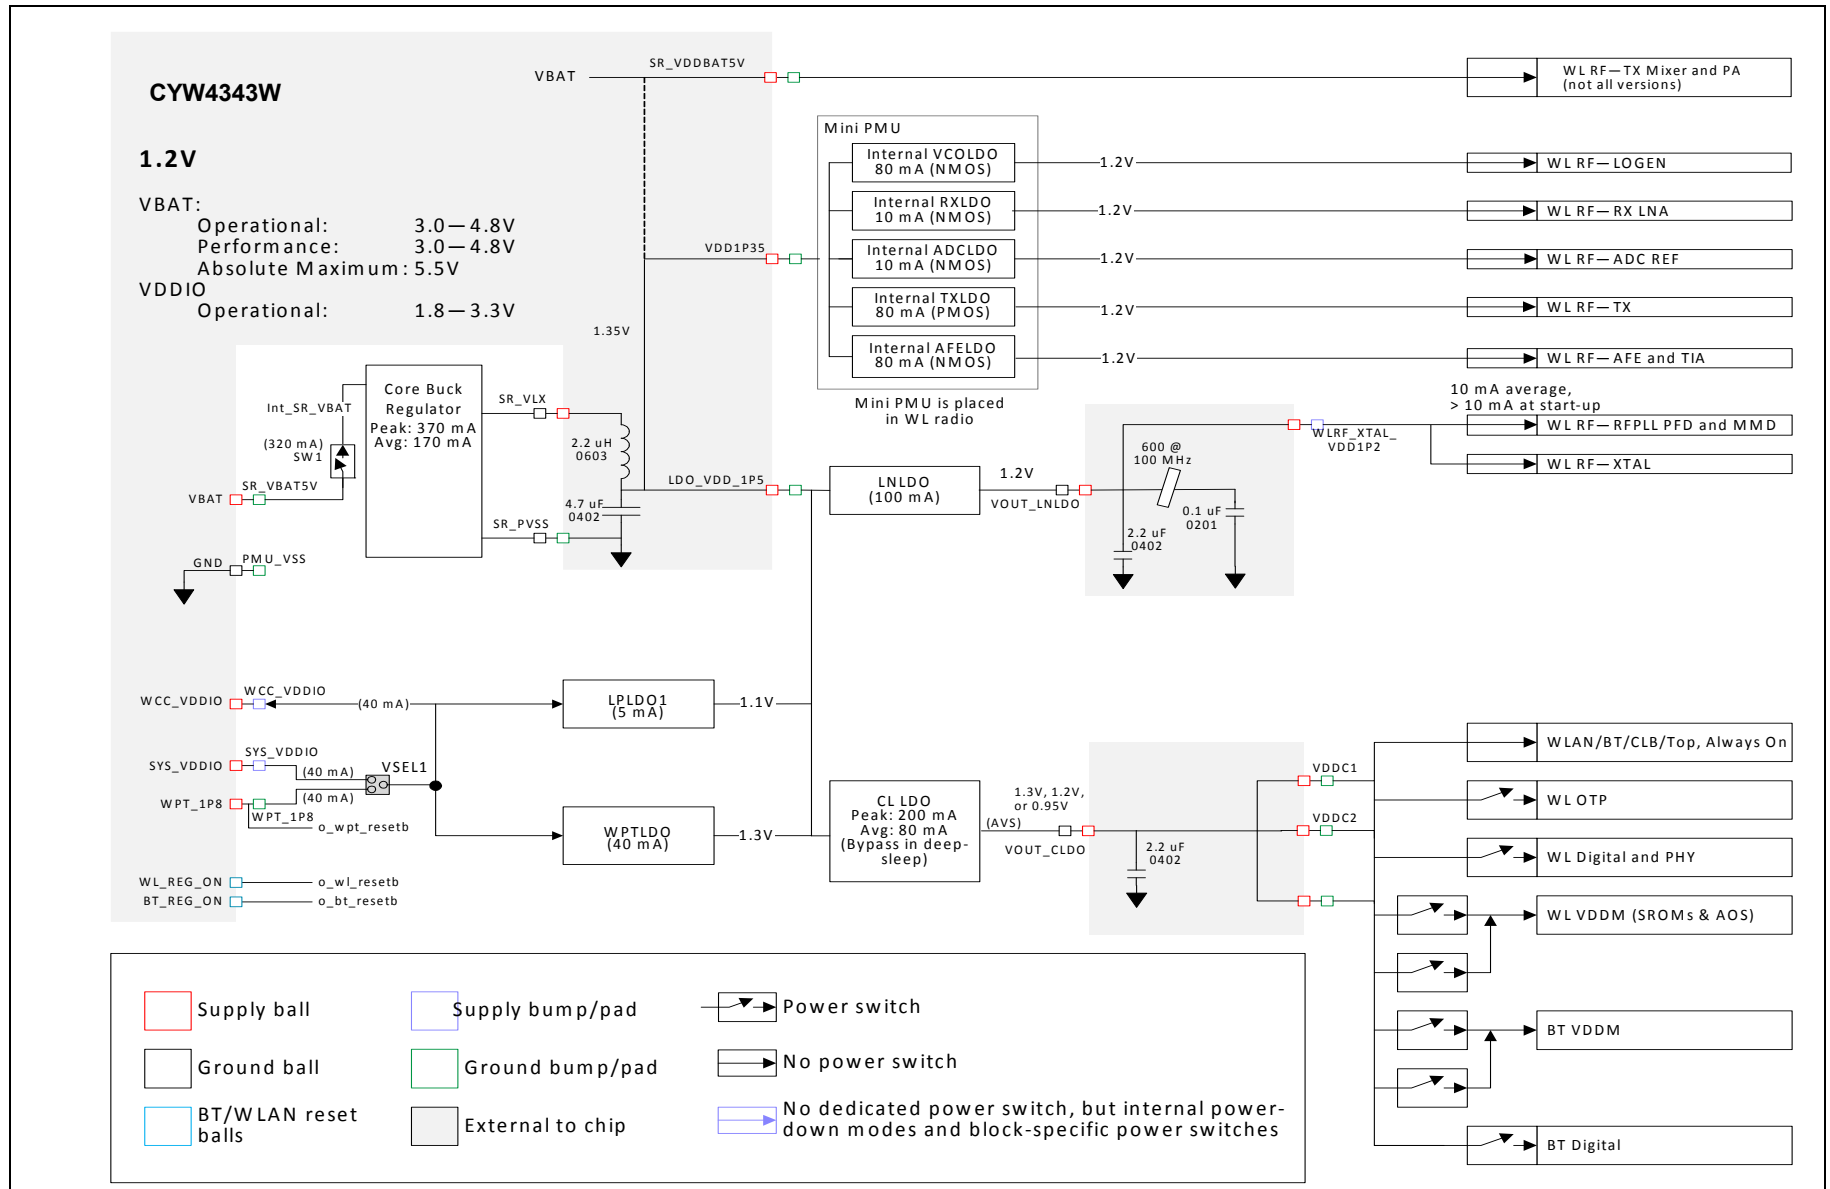 CYW4343W
1.2V
VBAT:
Operational: 3.0—4.8V
Performance: 3.0—4.8V
Absolute Maximum: 5.5V
VDDIO
Operational: 1.8—3.3V
VBAT
SR_VDDBAT5V
WL RF—TX Mixer and PA
(not all versions)
Mini PMU
Internal VCOLDO
80 mA (NMOS)
1.2V
WL RF—LOGEN
Internal RXLDO
10 mA (NMOS)
1.2V
WL RF—RX LNA
VDD1P35
Internal ADCLDO
10 mA (NMOS)
1.2V
WL RF—ADC REF
Internal TXLDO
80 mA (PMOS)
1.2V
WL RF—TX
1.35V
Internal AFELDO
80 mA (NMOS)
1.2V
WL RF—AFE and TIA
Mini PMU is placed
in WL radio
10 mA average,
> 10 mA at start-up
WL RF—RFPLL PFD and MMD
WLRF_XTAL_
VDD1P2
WL RF—XTAL
Core Buck
Regulator
Peak: 370 mA
Avg: 170 mA
Int_SR_VBAT
(320 mA)
SW1
SR_VBAT5V
VBAT
SR_VLX
2.2 uH
0603
4.7 uF
0402
SR_PVSS
GND
PMU_VSS
LDO_VDD_1P5
LNLDO
(100 mA)
1.2V
VOUT_LNLDO
600 @
100 MHz
2.2 uF
0402
0.1 uF
0201
WCC_VDDIO
WCC_VDDIO
(40 mA)
LPLDO1
(5 mA)
1.1V
SYS_VDDIO
SYS_VDDIO
(40 mA)
VSEL1
WPT_1P8
(40 mA)
WPT_1P8
o_wpt_resetb
WPTLDO
(40 mA)
1.3V
WL_REG_ON
o_wl_resetb
BT_REG_ON
o_bt_resetb
CL LDO
Peak: 200 mA
Avg: 80 mA
(Bypass in deep-
sleep)
1.3V, 1.2V,
or 0.95V
(AVS)
VOUT_CLDO
2.2 uF
0402
VDDC1
VDDC2
WLAN/BT/CLB/Top, Always On
WL OTP
WL Digital and PHY
WL VDDM (SROMs & AOS)
BT VDDM
BT Digital
Supply ball
Supply bump/pad
Power switch
Ground ball
Ground bump/pad
No power switch
BT/WLAN reset
balls
External to chip
No dedicated power switch, but internal power-
down modes and block-specific power switches